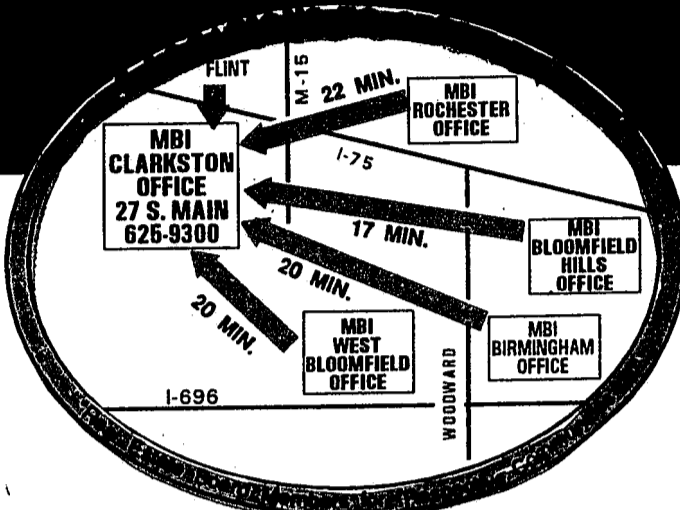 FLINT
M-15
22 MIN.
MBI
ROCHESTER
OFFICE
MBI
CLARKSTON
OFFICE
27 S. MAIN
625-9300
I-75
17 MIN.
MBI
BLOOMFIELD
HILLS
OFFICE
20 MIN.
20 MIN.
MBI
WEST
BLOOMFIELD
OFFICE
MBI
BIRMINGHAM
OFFICE
WOODWARD
I-696